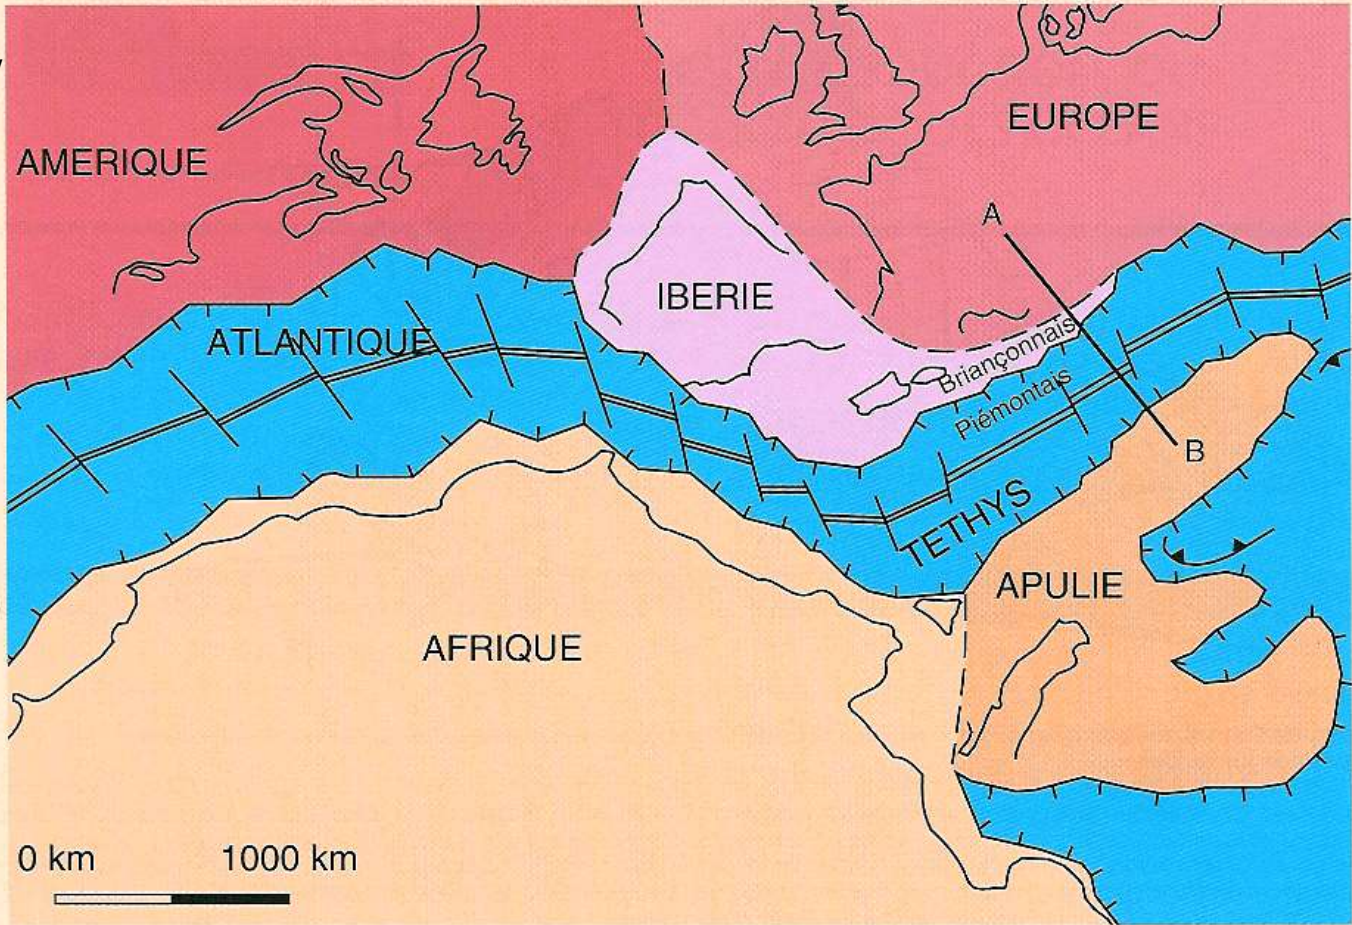 EUROPE
AMERIQUE
A
IBERIE
ATLANTIQUE
Briançonnais
Piémontais
B
TETHYS
APULIE
AFRIQUE
0 km
1000 km